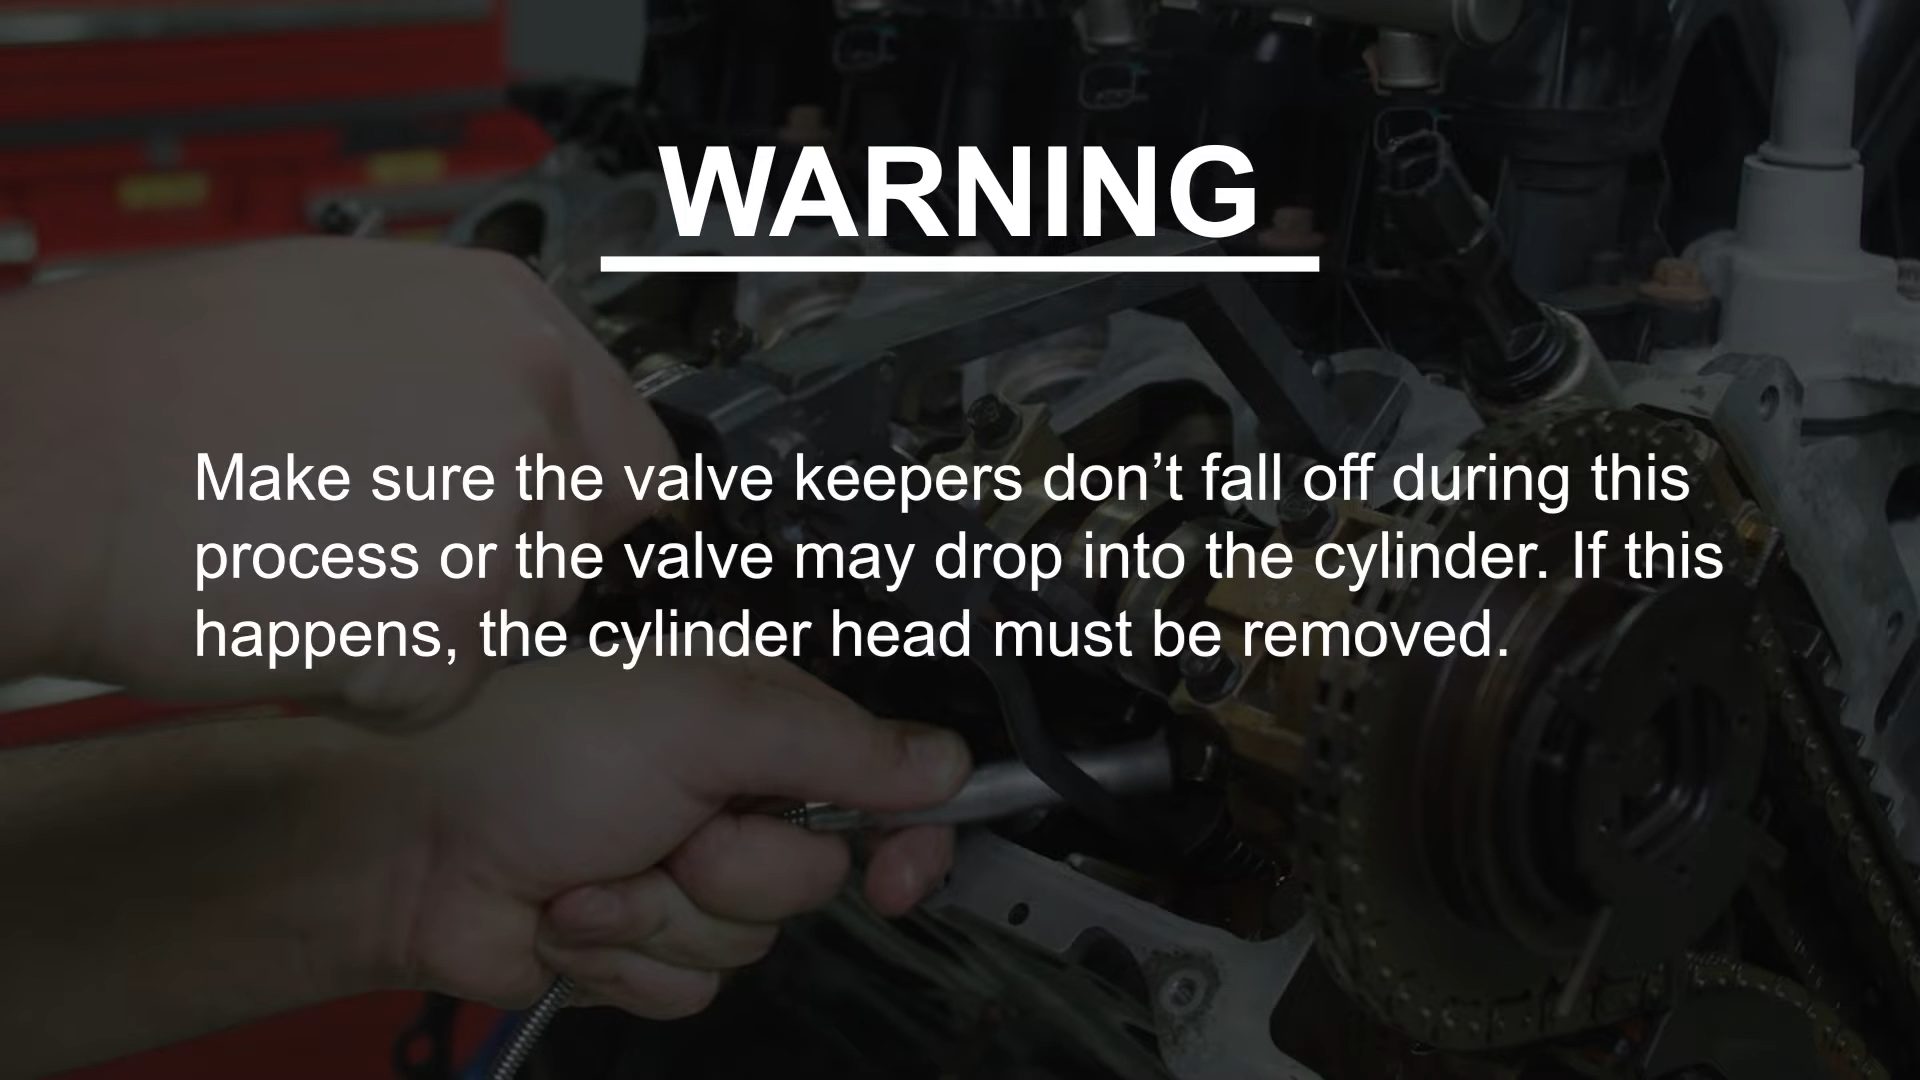 WARNING
Make sure the valve keepers don’t fall off during this
process or the valve may drop into the cylinder. If this
happens, the cylinder head must be removed.